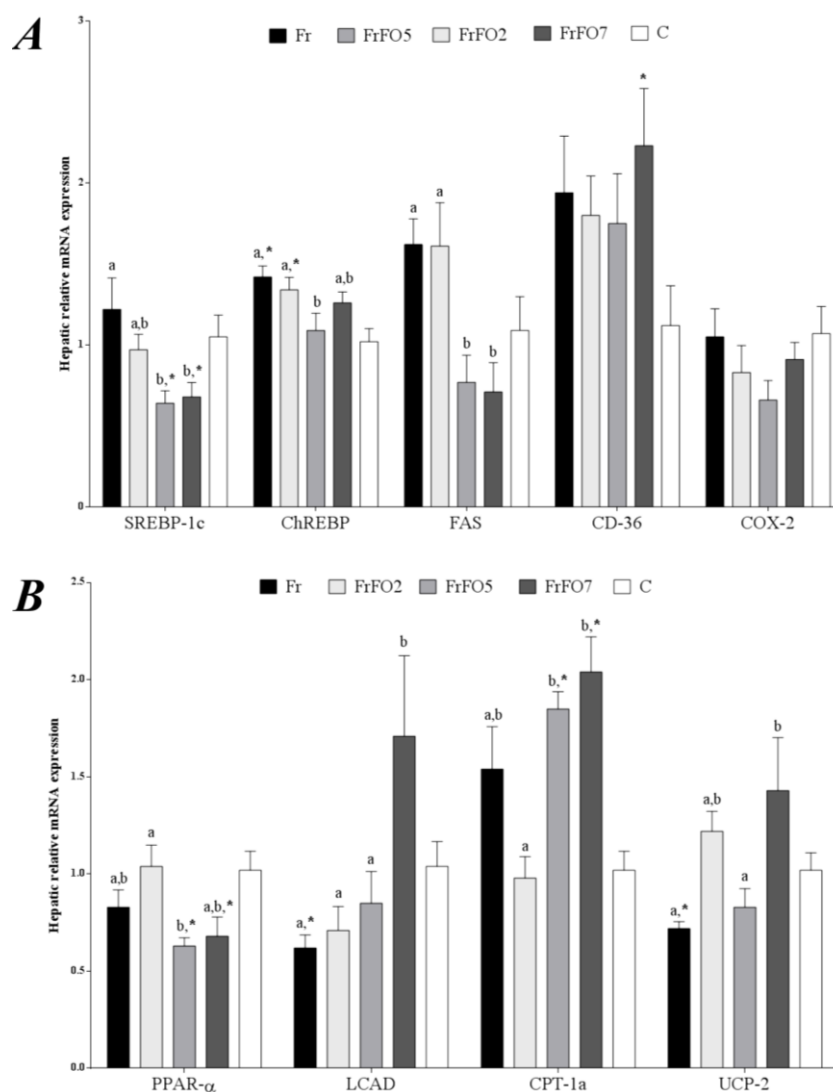 A
3
Fr FrFO5 FrFO2 FrFO7 C
*
2
a a
a,* a,* a,b
a b
a,b
b,* b,* b b
1
0
Hepatic relative mRNA expression
SREBP-1c ChREBP FAS CD-36 COX-2
B
2.5
Fr FrFO2 FrFO5 FrFO7 C
b b,*
b,*
2.0
a,b b
1.5
a a a,b
a,b a a
b,* a,b,* a,* a a,*
1.0
0.5
0.0
Hepatic relative mRNA expression
PPAR-α LCAD CPT-1a UCP-2